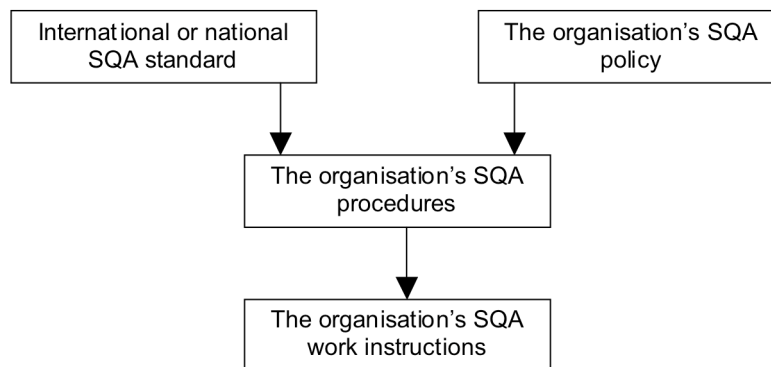 International or national
SQA standard
The organisation’s SQA
policy
The organisation’s SQA
procedures
The organisation’s SQA
work instructions